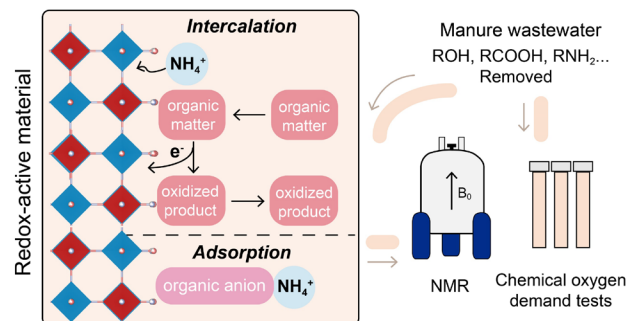 Redox-active material
Intercalation
NH₄⁺
organic
matter
organic
matter
e⁻
oxidized
product
oxidized
product
Adsorption
organic anion
NH₄⁺
Manure wastewater
ROH, RCOOH, RNH₂...
Removed
B₀
NMR
Chemical oxygen
demand tests